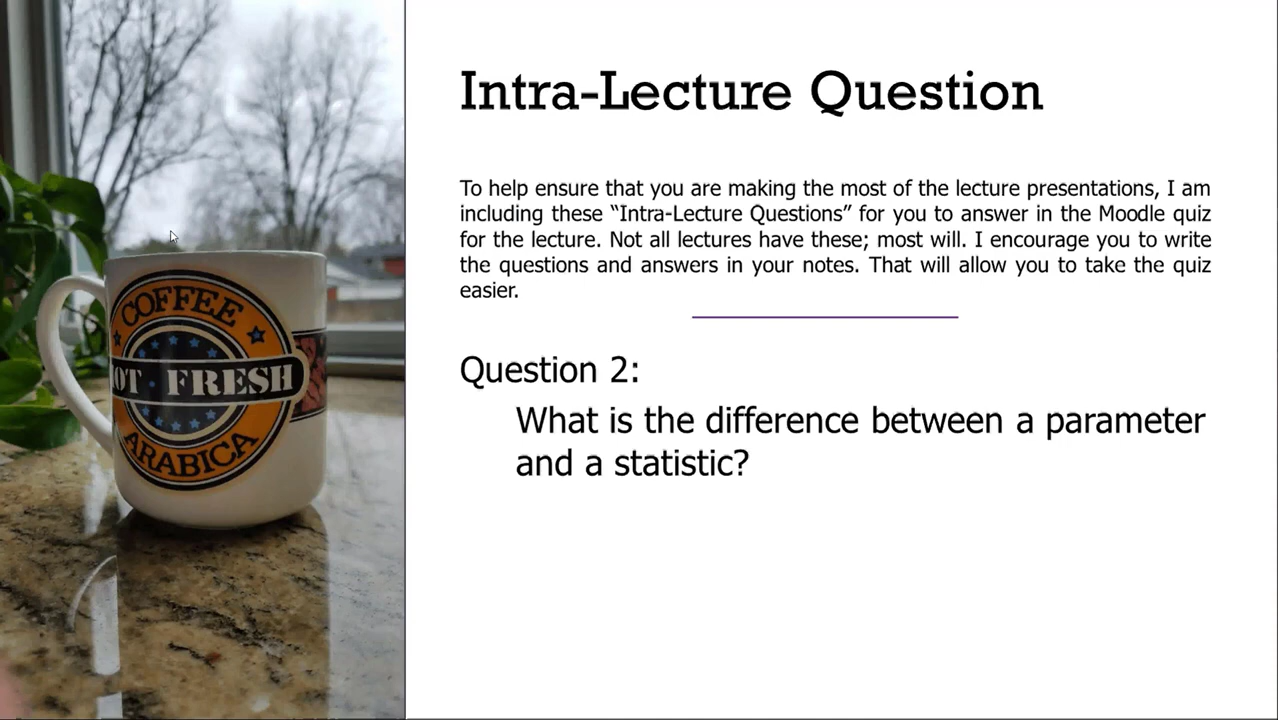 Intra-Lecture Question
To help ensure that you are making the most of the lecture presentations, I am
including these “Intra-Lecture Questions” for you to answer in the Moodle quiz
for the lecture. Not all lectures have these; most will. I encourage you to write
the questions and answers in your notes. That will allow you to take the quiz
easier.
Question 2:
What is the difference between a parameter
and a statistic?
COFFEE
OT FRESH
ARABICA